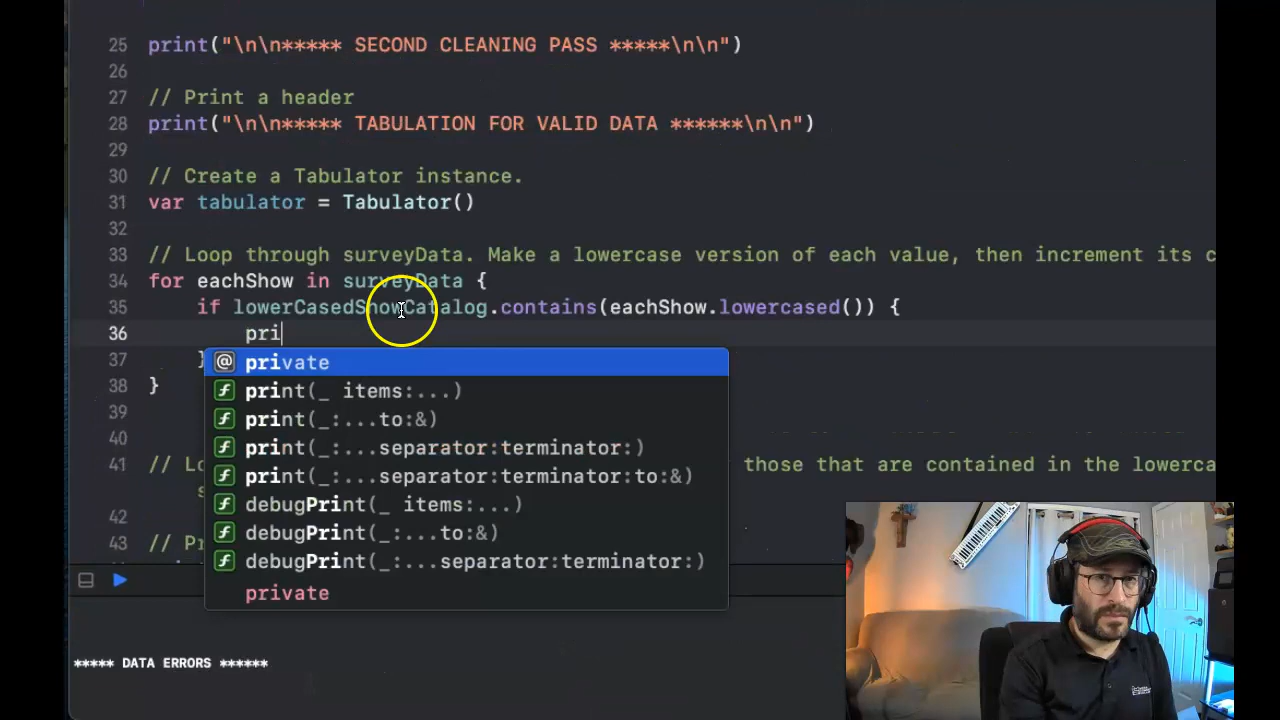 25 print("\n\n***** SECOND CLEANING PASS *****\n\n")
26
27 // Print a header
28 print("\n\n***** TABULATION FOR VALID DATA ******\n\n")
29
30 // Create a Tabulator instance.
31 var tabulator = Tabulator()
32
33 // Loop through surveyData. Make a lowercase version of each value, then increment its c
34 for eachShow in surveyData {
35 if lowerCasedShowCatalog.contains(eachShow.lowercased()) {
36 pri
37 }
@ private
38 }
f print(_ items:...)
39
f print(_:...to:&)
40
f print(_:...separator:terminator:)
41 // Lo those that are contained in the lowerca
f print(_:...separator:terminator:to:&)
s
f debugPrint(_ items:...)
42
f debugPrint(_:...to:&)
43 // Pr
f debugPrint(_:...separator:terminator:)
private
***** DATA ERRORS ******